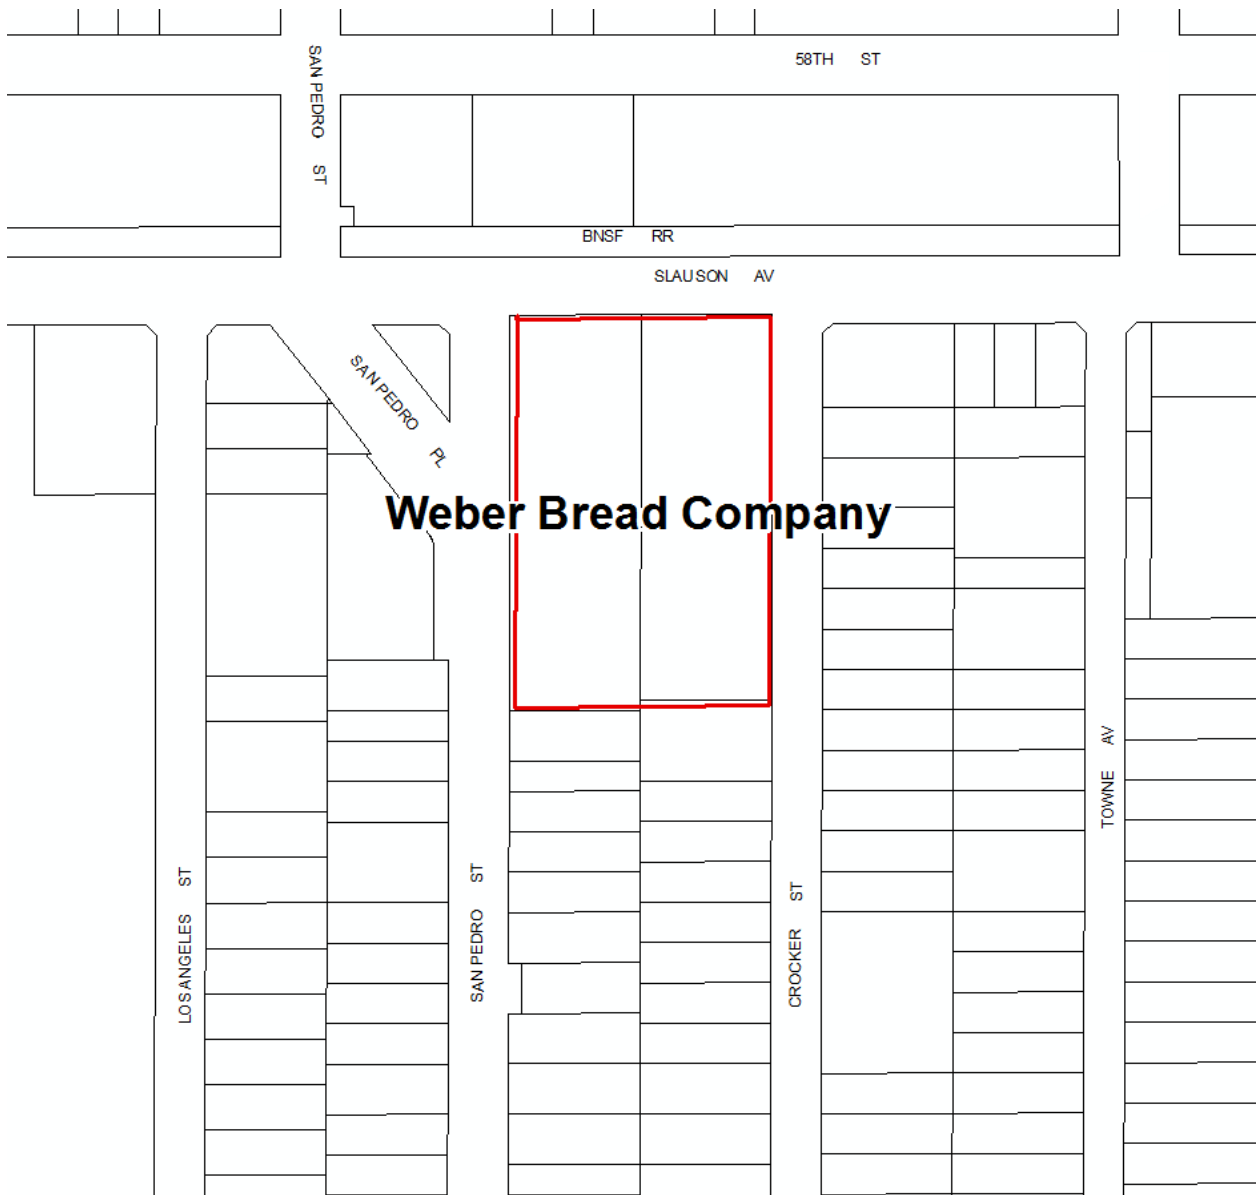 58TH ST
SAN PEDRO ST
BNSF RR
SLAUSON AV
SAN PEDRO PL
Weber Bread Company
TOWNE AV
LOS ANGELES ST
SAN PEDRO ST
CROCKER ST